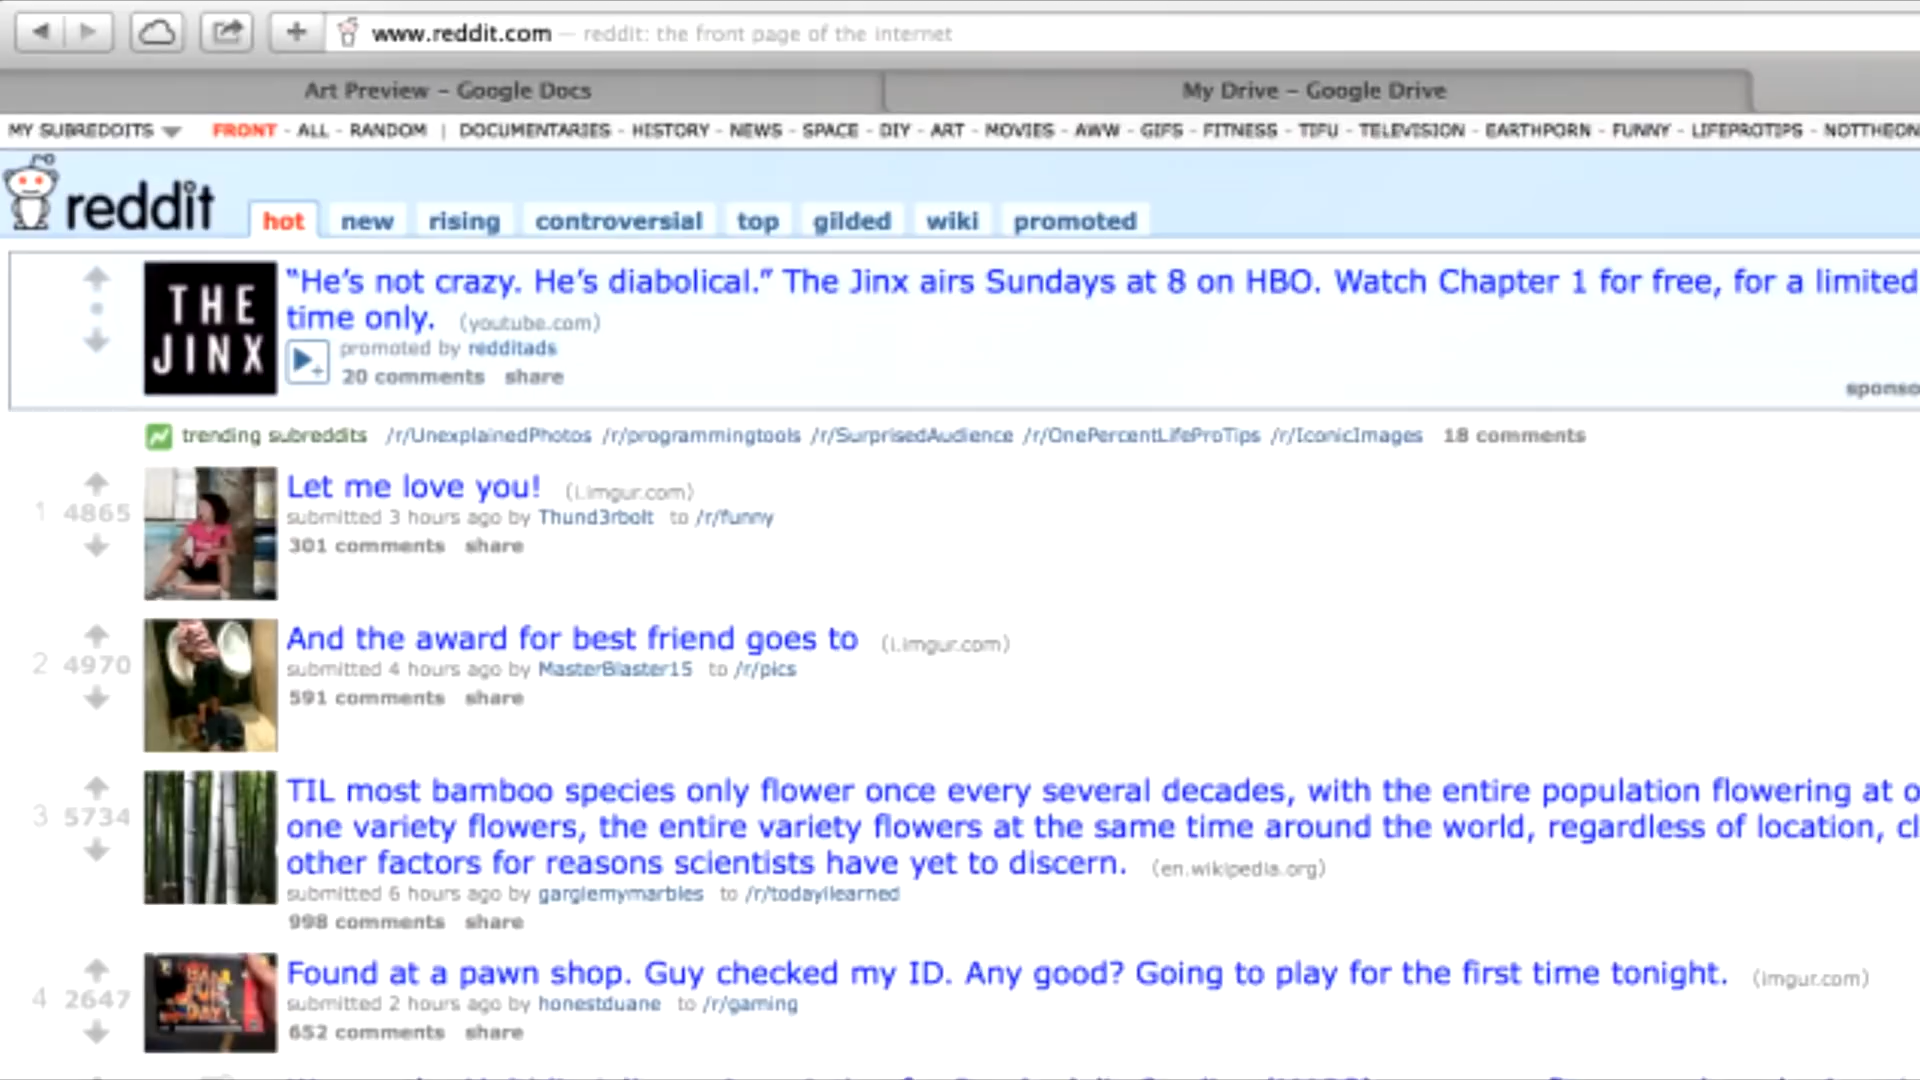 www.reddit.com — reddit: the front page of the internet
Art Preview – Google Docs
My Drive – Google Drive
MY SUBREDDITS FRONT - ALL - RANDOM | DOCUMENTARIES - HISTORY - NEWS - SPACE - DIY - ART - MOVIES - AWW - GIFS - FITNESS - TIFU - TELEVISION - EARTHPORN - FUNNY - LIFEPROTIPS - NOTTHEON
reddit hot new rising controversial top gilded wiki promoted
THE
JINX
“He’s not crazy. He’s diabolical.” The Jinx airs Sundays at 8 on HBO. Watch Chapter 1 for free, for a limited
time only. (youtube.com)
promoted by redditads
20 comments share
sponso
trending subreddits /r/UnexplainedPhotos /r/programmingtools /r/SurprisedAudience /r/OnePercentLifeProTips /r/IconicImages 18 comments
1 4865
Let me love you! (i.imgur.com)
submitted 3 hours ago by Thund3rbolt to /r/funny
301 comments share
2 4970
And the award for best friend goes to (i.imgur.com)
submitted 4 hours ago by MasterBlaster15 to /r/pics
591 comments share
3 5734
TIL most bamboo species only flower once every several decades, with the entire population flowering at o
one variety flowers, the entire variety flowers at the same time around the world, regardless of location, cl
other factors for reasons scientists have yet to discern. (en.wikipedia.org)
submitted 6 hours ago by garglemymarbles to /r/todayilearned
998 comments share
4 2647
Found at a pawn shop. Guy checked my ID. Any good? Going to play for the first time tonight. (imgur.com)
submitted 2 hours ago by honestduane to /r/gaming
652 comments share